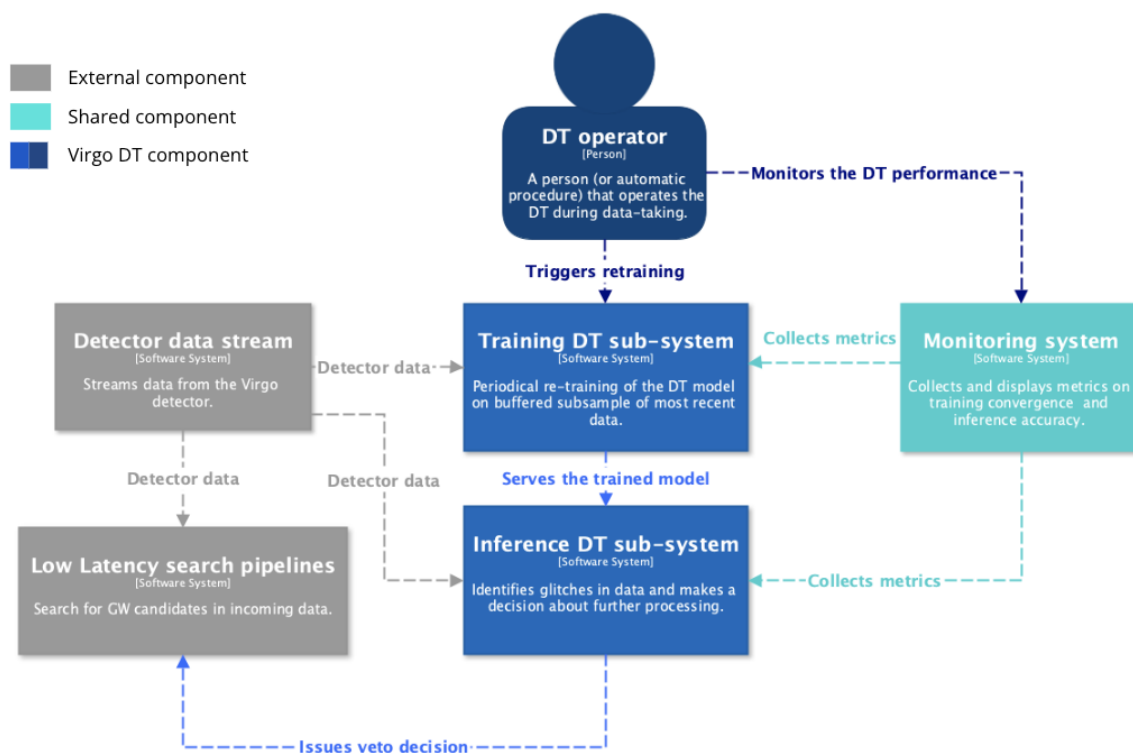 External component
Shared component
Virgo DT component
DT operator
[Person]
A person (or automatic
procedure) that operates the
DT during data-taking.
Monitors the DT performance
Triggers retraining
Detector data stream
[Software System]
Streams data from the Virgo
detector.
Detector data
Training DT sub-system
[Software System]
Periodical re-training of the DT model
on buffered subsample of most recent
data.
Collects metrics
Monitoring system
[Software System]
Collects and displays metrics on
training convergence and
inference accuracy.
Detector data
Detector data
Serves the trained model
Low Latency search pipelines
[Software System]
Search for GW candidates in incoming data.
Inference DT sub-system
[Software System]
Identifies glitches in data and makes a
decision about further processing.
Collects metrics
Issues veto decision